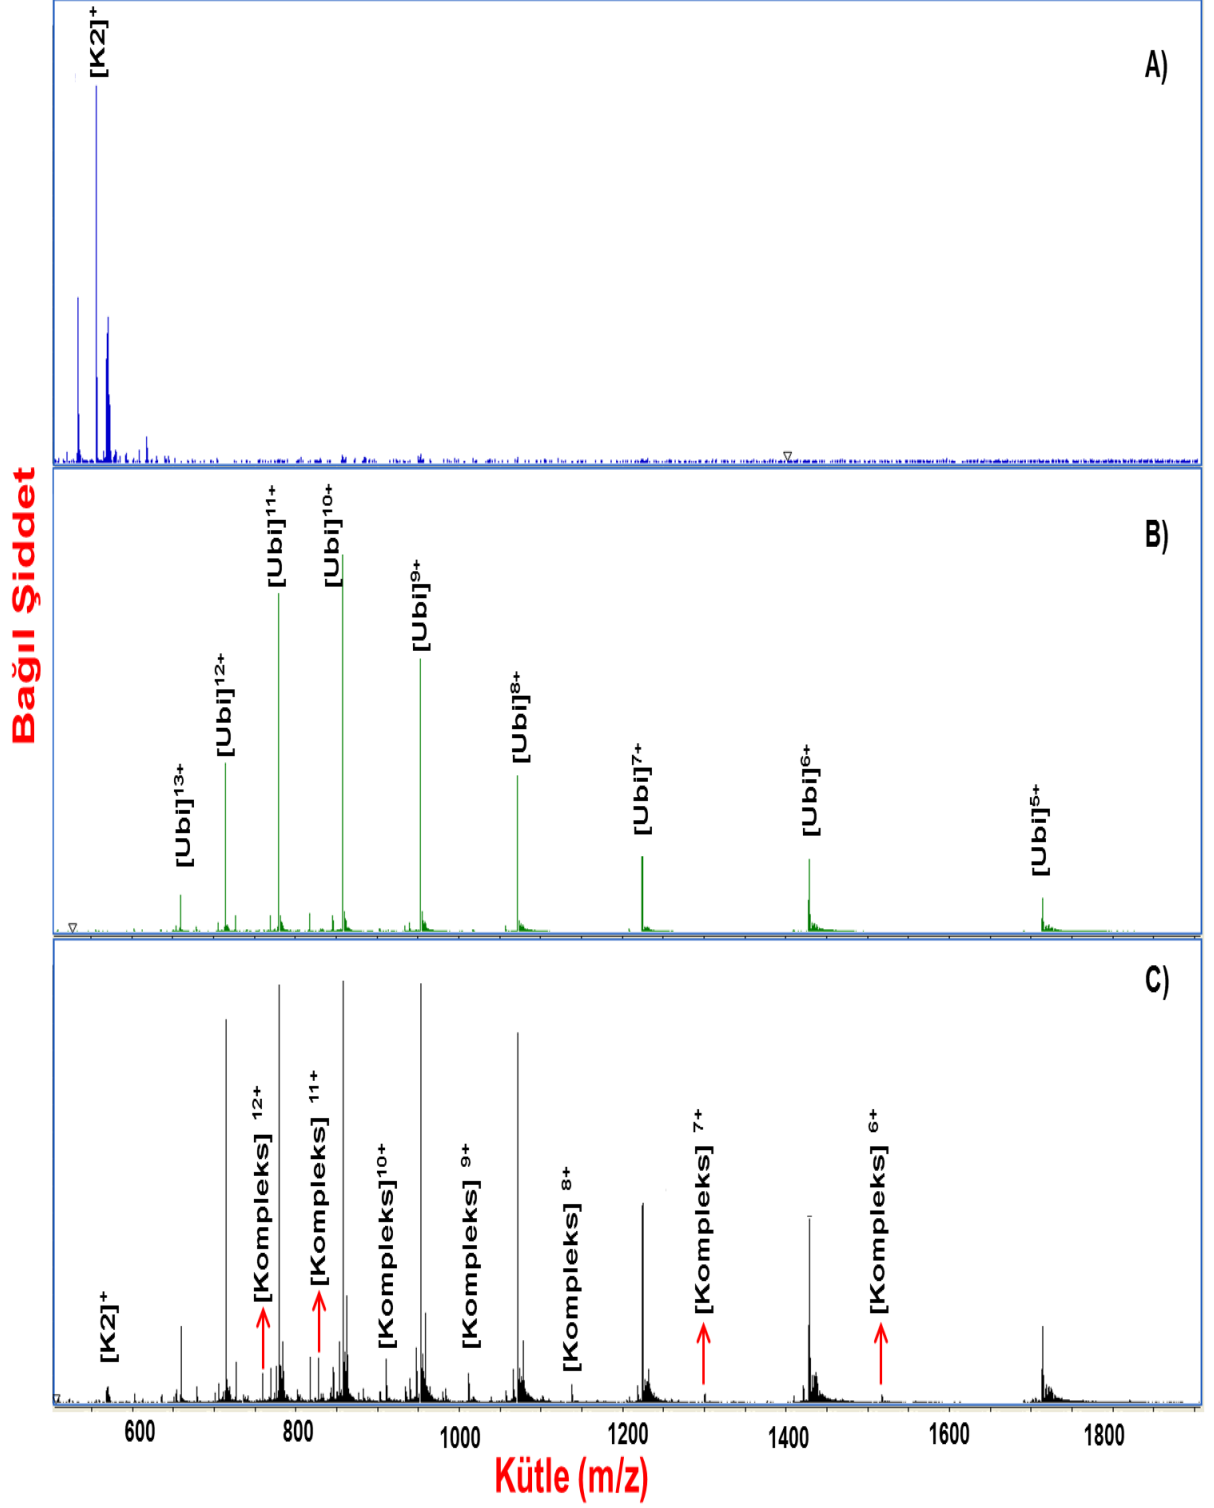 [K2]+
A)
Bağıl Şiddet
[Ubi]13+
[Ubi]12+
[Ubi]11+
[Ubi]10+
[Ubi]9+
[Ubi]8+
[Ubi]7+
[Ubi]6+
[Ubi]5+
B)
[K2]+
[Kompleks] 12+
[Kompleks] 11+
[Kompleks]10+
[Kompleks] 9+
[Kompleks] 8+
[Kompleks] 7+
[Kompleks] 6+
C)
600 800 1000 1200 1400 1600 1800
Kütle (m/z)